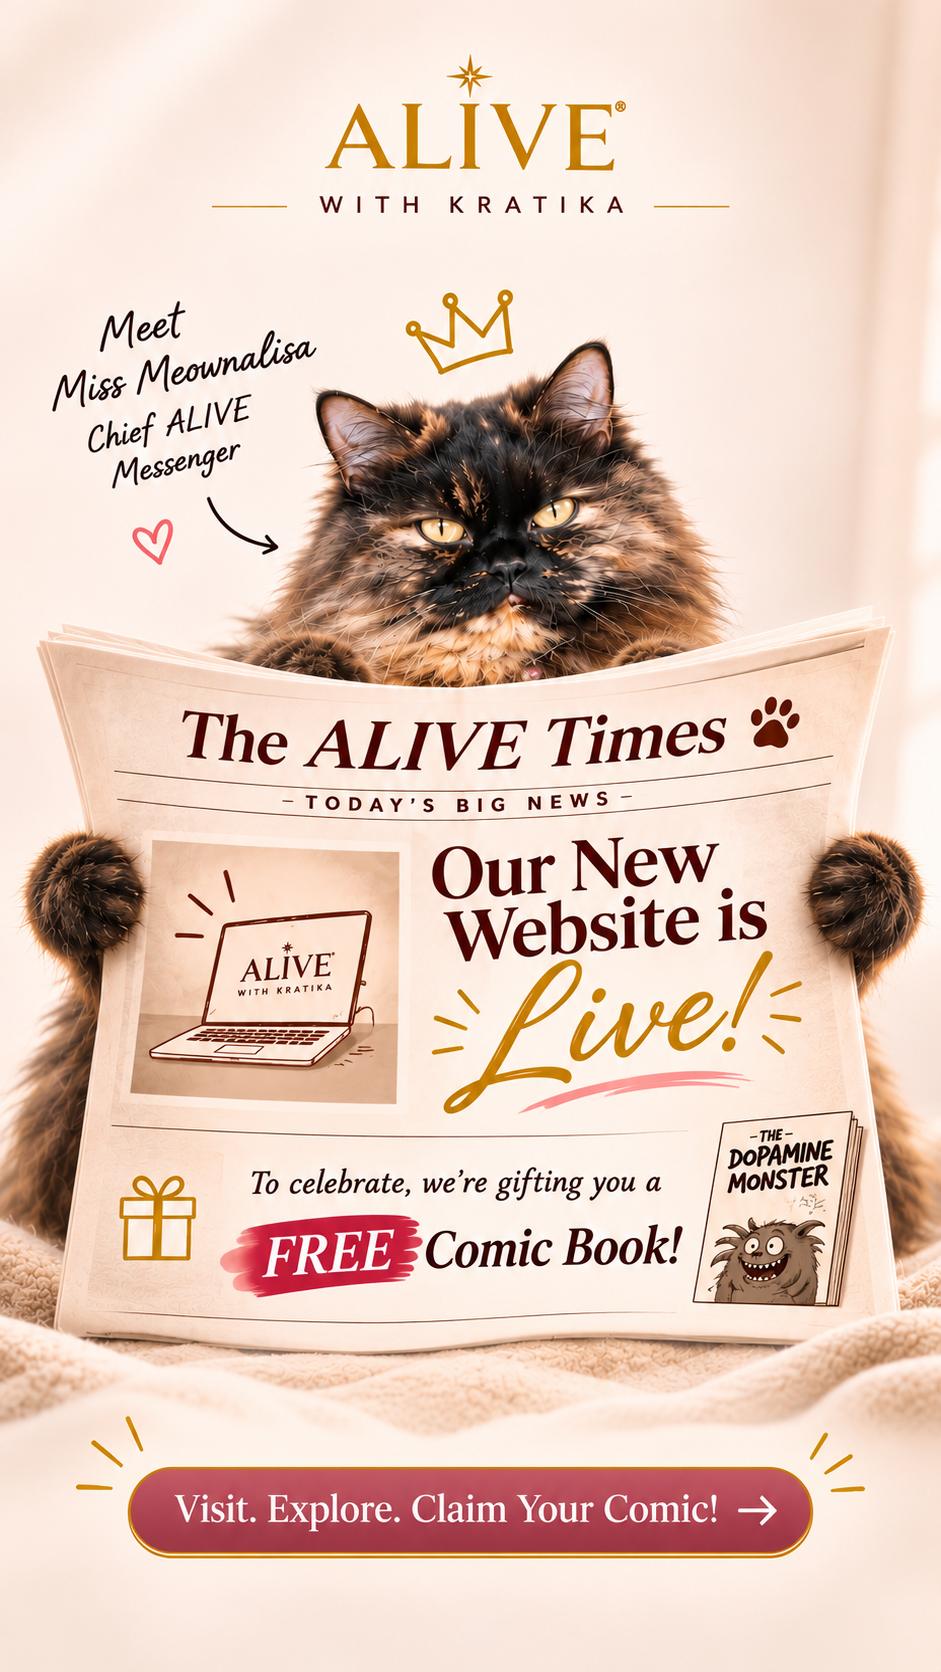 ALIVE®
WITH KRATIKA
Meet
Miss Meownalisa
Chief ALIVE
Messenger
The ALIVE Times
– TODAY'S BIG NEWS –
ALIVE
WITH KRATIKA
Our New
Website is
Live!
To celebrate, we're gifting you a
FREE Comic Book!
– THE –
DOPAMINE
MONSTER
Visit. Explore. Claim Your Comic! →